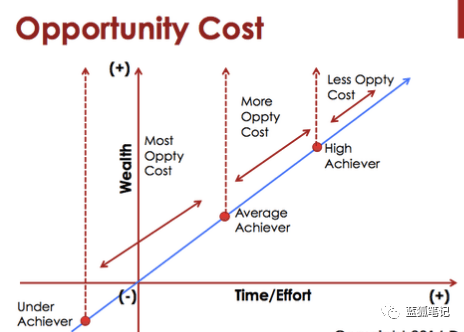 Opportunity Cost
(+)
Less Oppty
Cost
More
Oppty
Cost
Most
Oppty
Cost
Wealth
High
Achiever
Average
Achiever
Under
Achiever
(-)
Time/Effort
(+)
蓝狐笔记